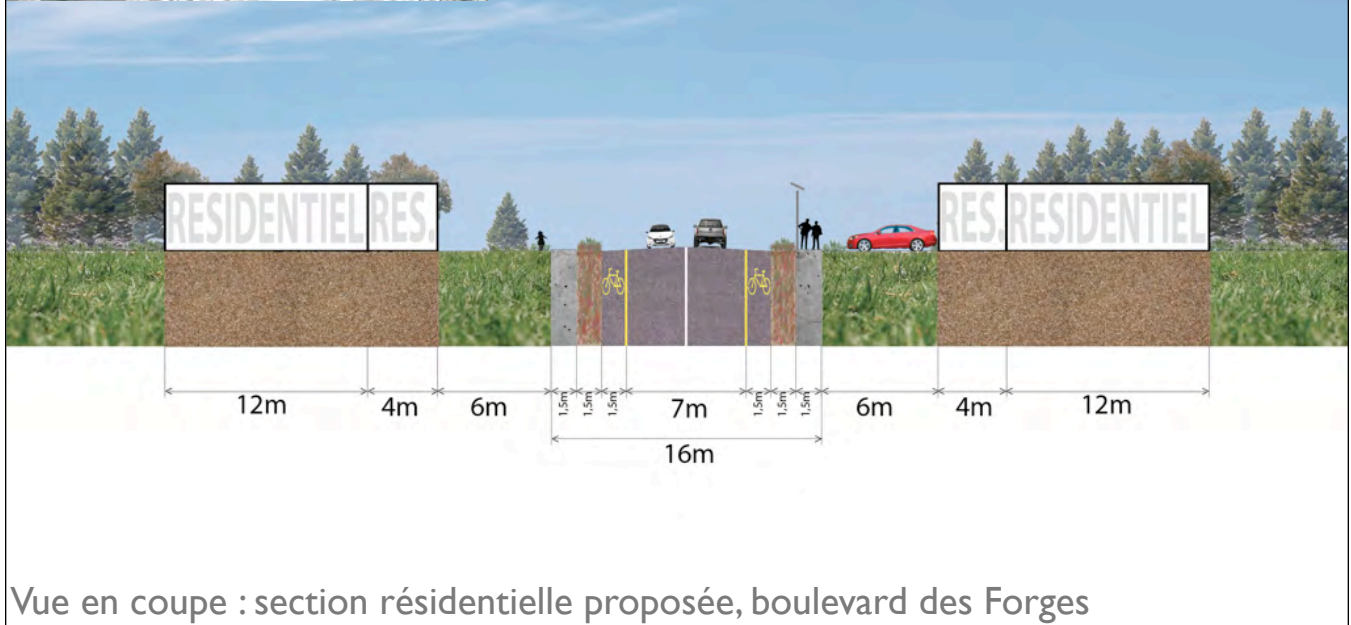 RESIDENTIEL RES. RES. RESIDENTIEL
12m 4m 6m 1,5m 1,5m 1,5m 7m 1,5m 1,5m 1,5m 6m 4m 12m
16m
Vue en coupe : section résidentielle proposée, boulevard des Forges